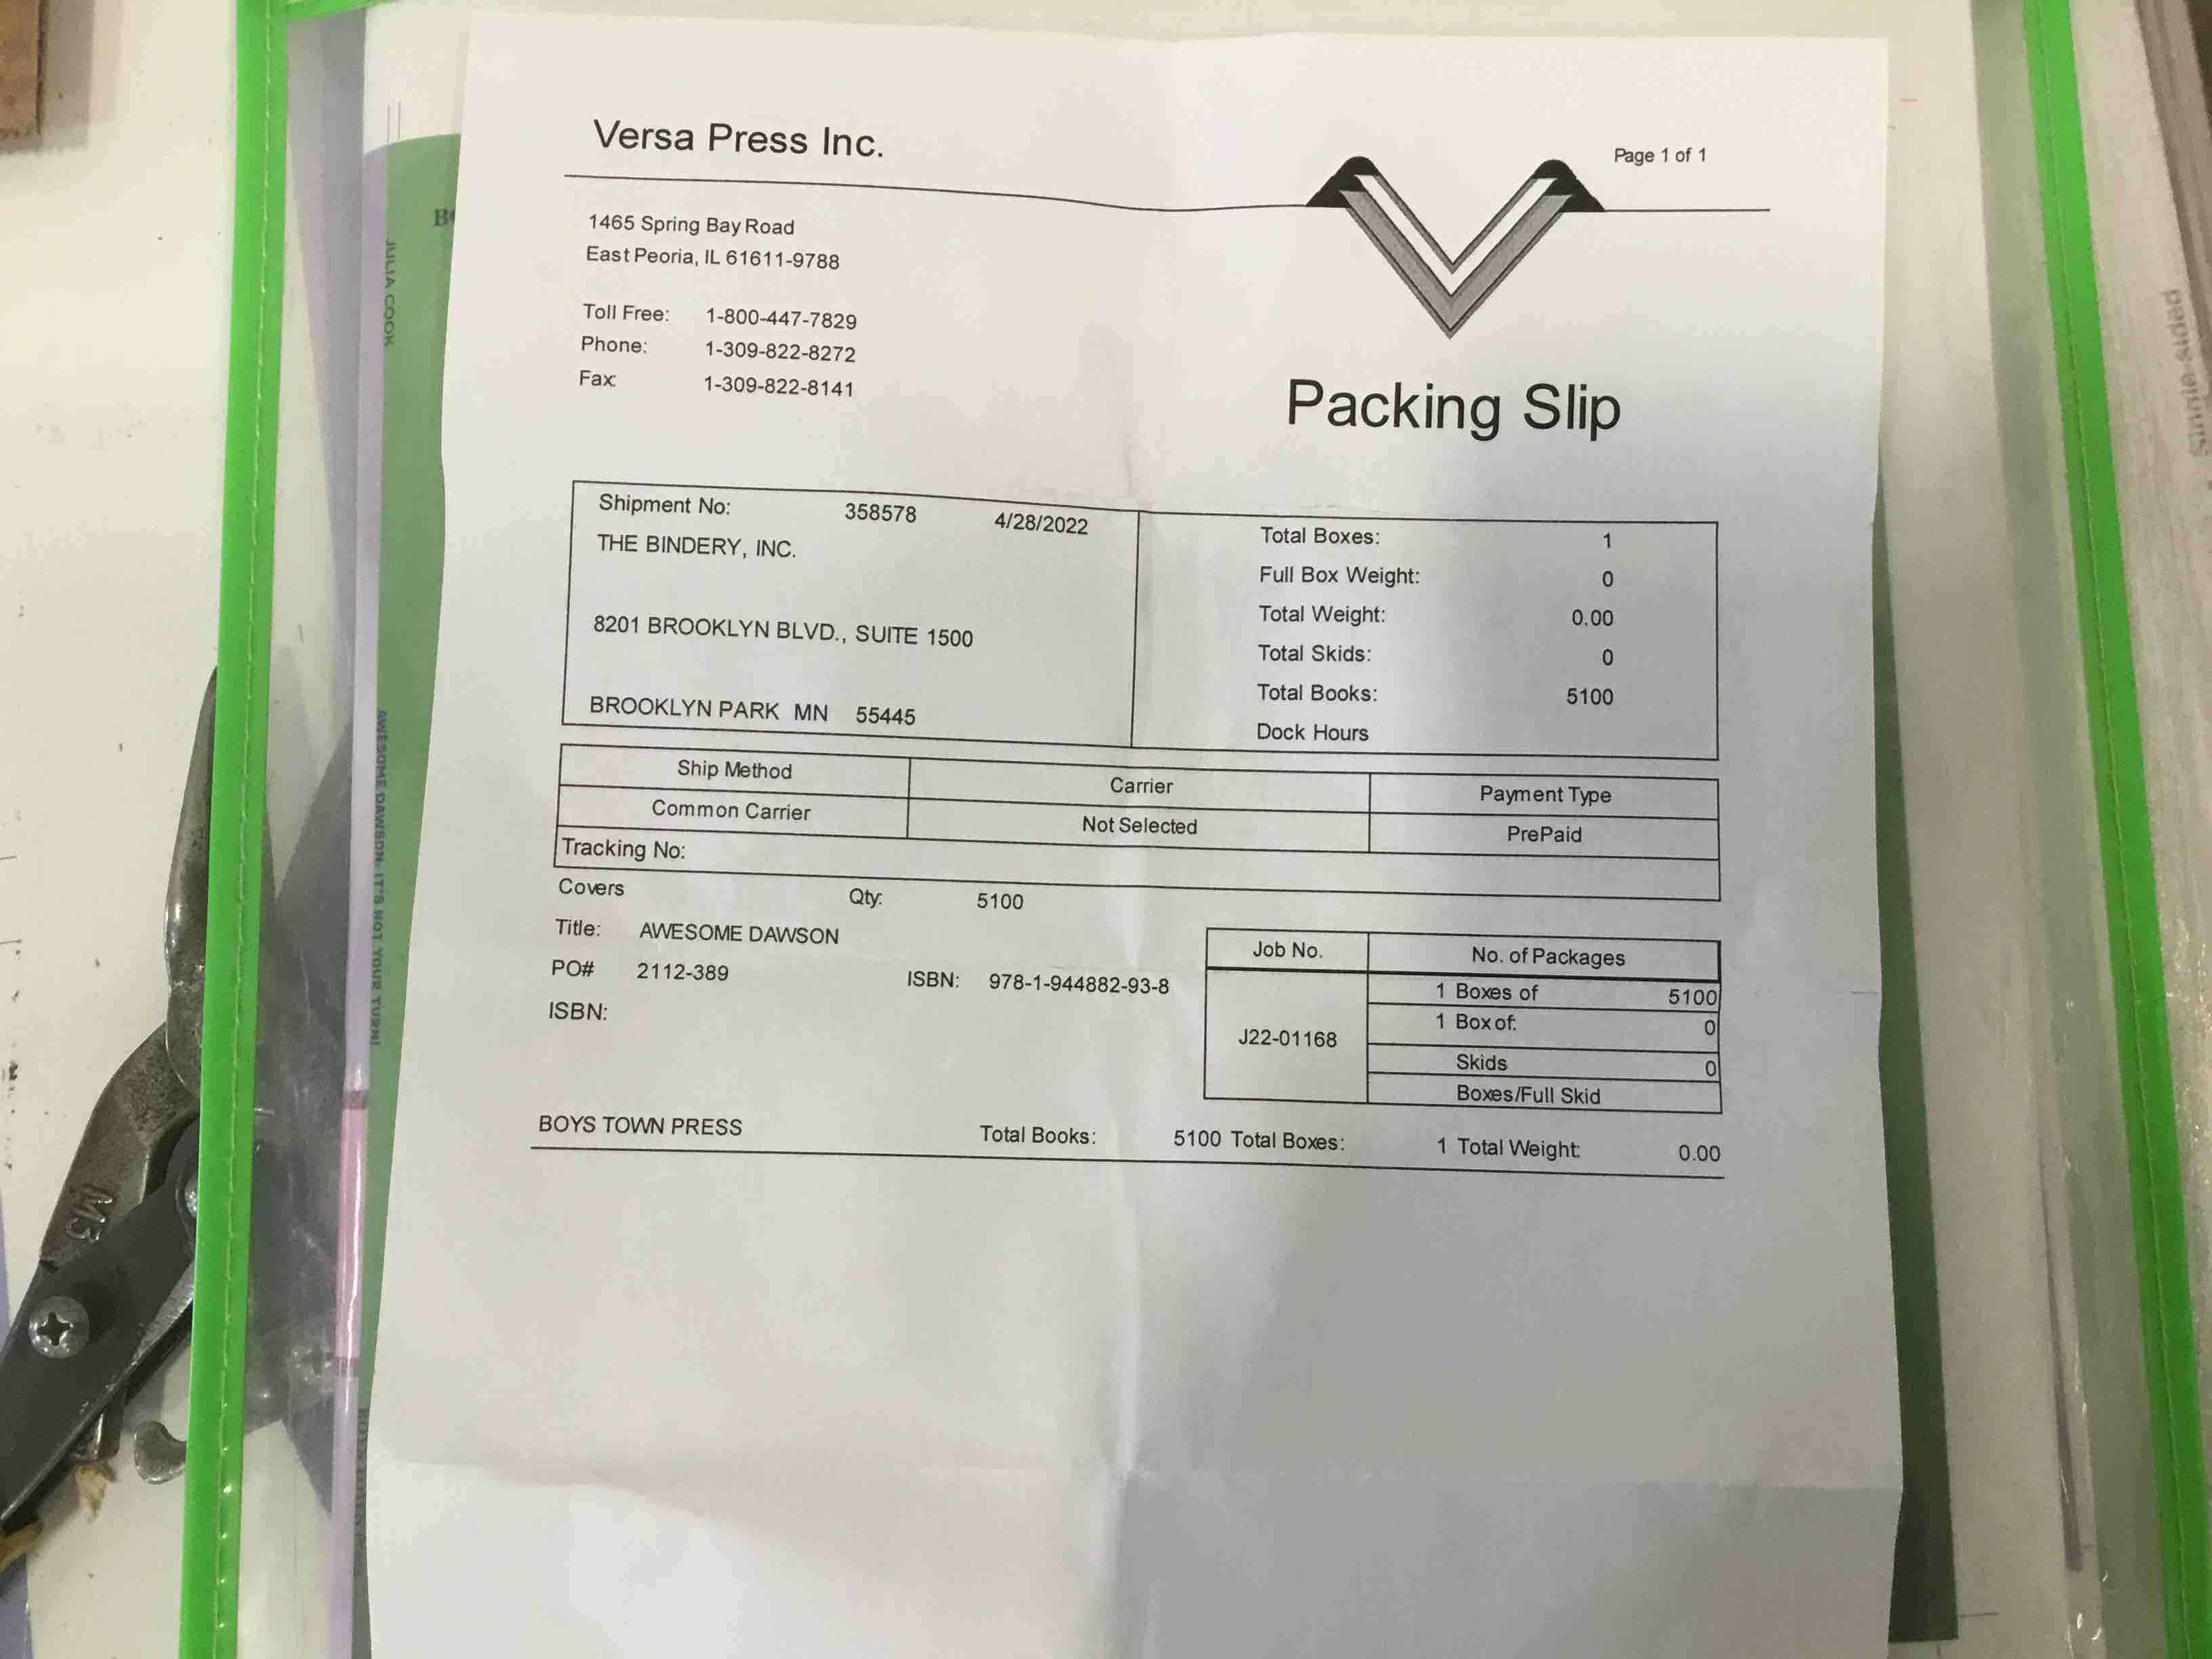 Versa Press Inc.
Page 1 of 1
1465 Spring Bay Road
East Peoria, IL 61611-9788
Toll Free: 1-800-447-7829
Phone: 1-309-822-8272
Fax: 1-309-822-8141
Packing Slip
Shipment No: 358578 4/28/2022
THE BINDERY, INC.
8201 BROOKLYN BLVD., SUITE 1500
BROOKLYN PARK MN 55445
Total Boxes: 1
Full Box Weight: 0
Total Weight: 0.00
Total Skids: 0
Total Books: 5100
Dock Hours
Ship Method Carrier Payment Type
Common Carrier Not Selected PrePaid
Tracking No:
Covers Qty: 5100
Title: AWESOME DAWSON
PO# 2112-389 ISBN: 978-1-944882-93-8
ISBN:
Job No. No. of Packages
J22-01168
1 Boxes of 5100
1 Box of: 0
Skids 0
Boxes/Full Skid
BOYS TOWN PRESS Total Books: 5100 Total Boxes: 1 Total Weight: 0.00
JULIA COOK
AWESOME DAWSON, IT'S NOT YOUR TURN!
M3